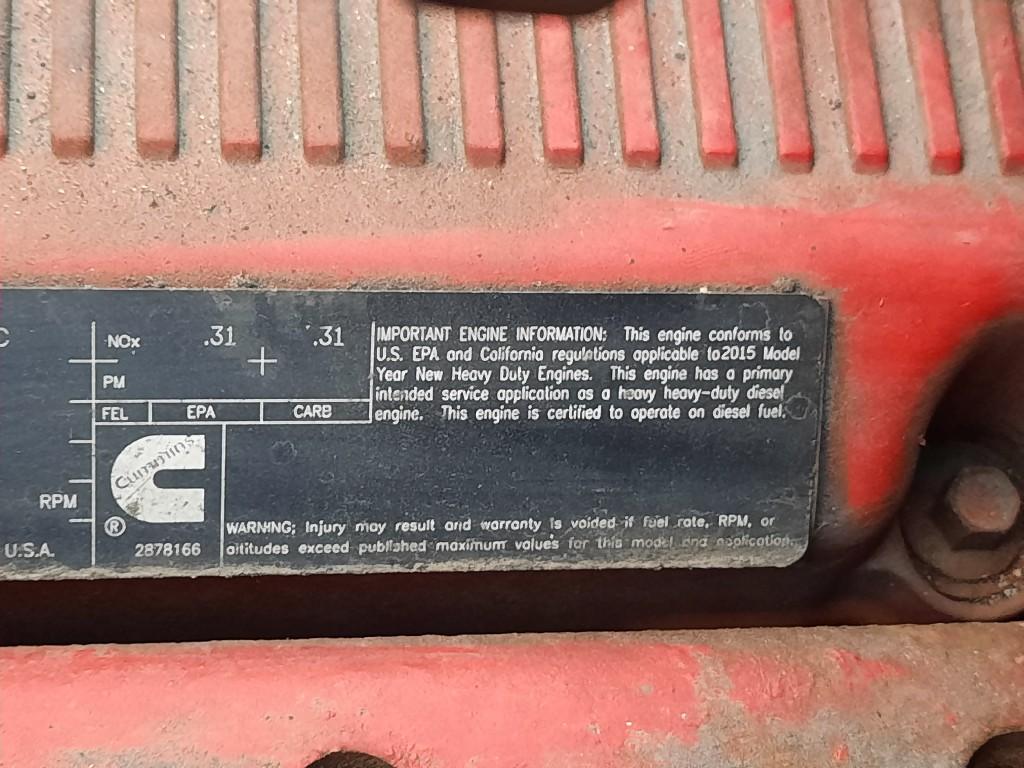 C
NOx .31 .31
PM
FEL EPA CARB
IMPORTANT ENGINE INFORMATION: This engine conforms to
U.S. EPA and California regulations applicable to 2015 Model
Year New Heavy Duty Engines. This engine has a primary
intended service application as a heavy heavy-duty diesel
engine. This engine is certified to operate on diesel fuel.
RPM
U.S.A.
Cummins
®
2878166
WARNING: Injury may result and warranty is voided if fuel rate, RPM, or
altitudes exceed published maximum values for this model and application.